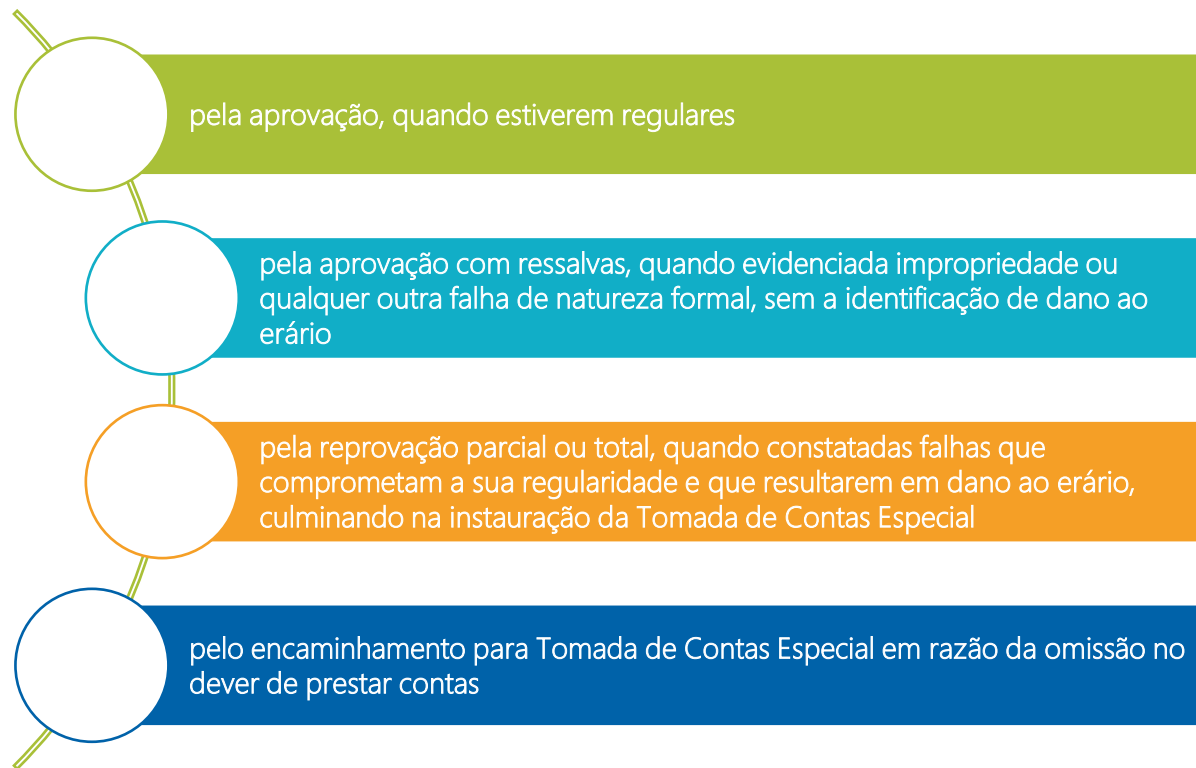 pela aprovação, quando estiverem regulares
pela aprovação com ressalvas, quando evidenciada impropriedade ou
qualquer outra falha de natureza formal, sem a identificação de dano ao
erário
pela reprovação parcial ou total, quando constatadas falhas que
comprometam a sua regularidade e que resultarem em dano ao erário,
culminando na instauração da Tomada de Contas Especial
pelo encaminhamento para Tomada de Contas Especial em razão da omissão no
dever de prestar contas